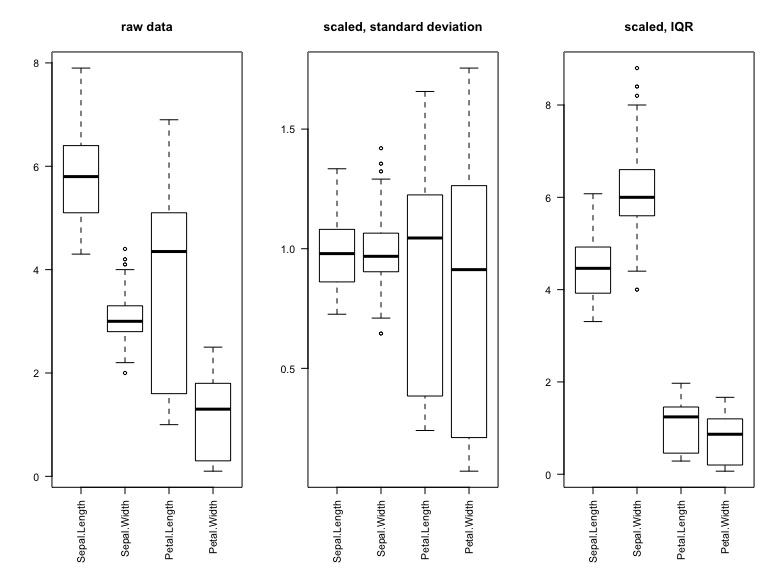 raw data
8
6
4
2
0
Sepal.Length
Sepal.Width
Petal.Length
Petal.Width
scaled, standard deviation
1.5
1.0
0.5
Sepal.Length
Sepal.Width
Petal.Length
Petal.Width
scaled, IQR
8
6
4
2
0
Sepal.Length
Sepal.Width
Petal.Length
Petal.Width